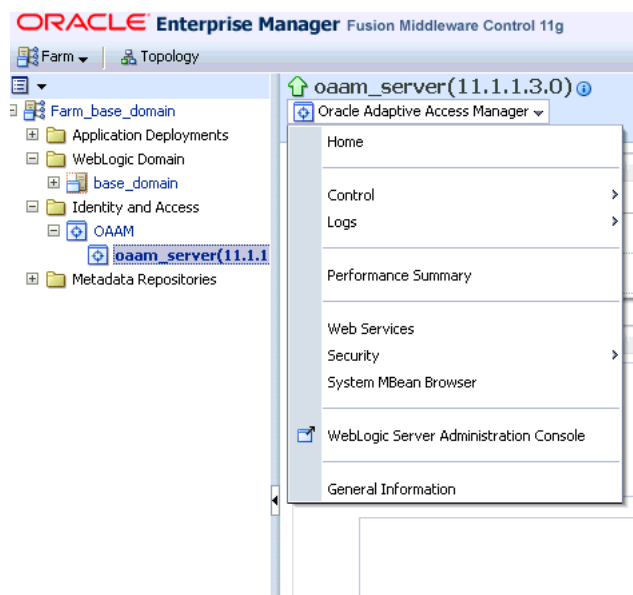 ORACLE Enterprise Manager Fusion Middleware Control 11g
Farm Topology
oaam_server(11.1.1.3.0)
Oracle Adaptive Access Manager
Farm_base_domain
Application Deployments
WebLogic Domain
base_domain
Identity and Access
OAAM
oaam_server(11.1.1
Metadata Repositories
Home
Control
Logs
Performance Summary
Web Services
Security
System MBean Browser
WebLogic Server Administration Console
General Information